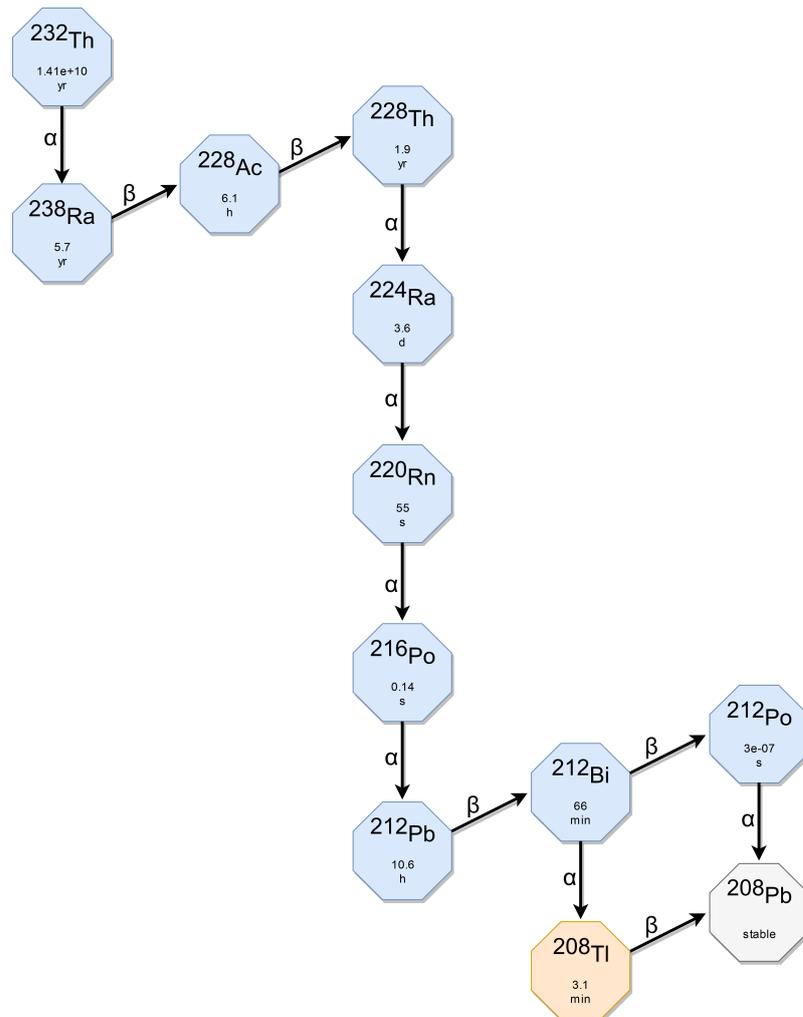 232Th
1.41e+10
yr
α
228Th
1.9
yr
β
228Ac
6.1
h
β
238Ra
5.7
yr
α
224Ra
3.6
d
α
220Rn
55
s
α
216Po
0.14
s
α
212Pb
10.6
h
β
212Bi
66
min
β
212Po
3e-07
s
α
α
208Pb
stable
β
208Tl
3.1
min